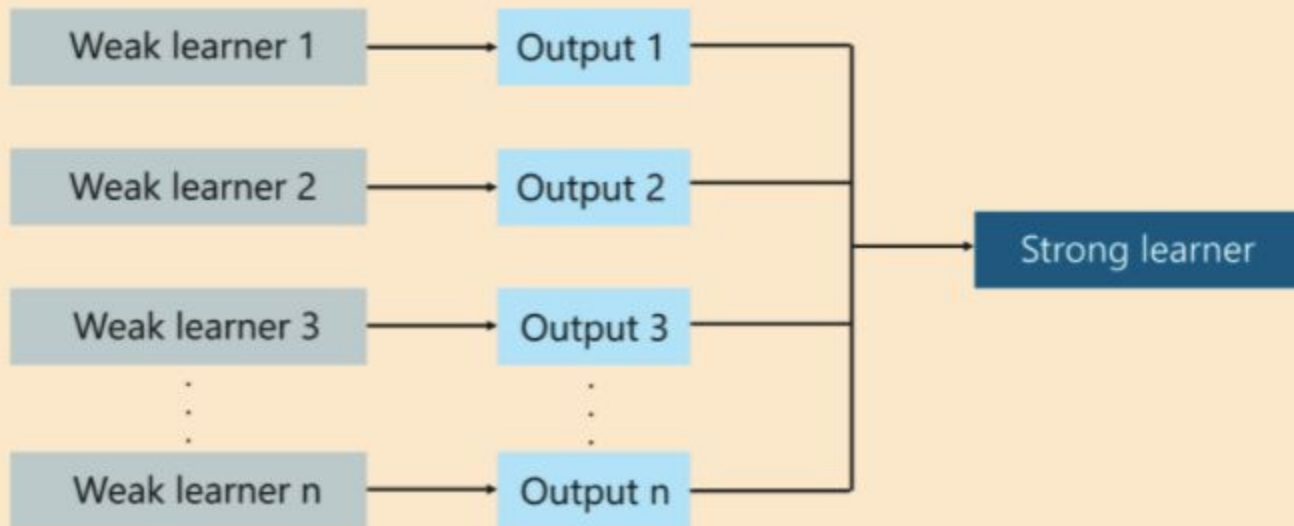 Weak learner 1
Output 1
Weak learner 2
Output 2
Strong learner
Weak learner 3
Output 3
Weak learner n
Output n